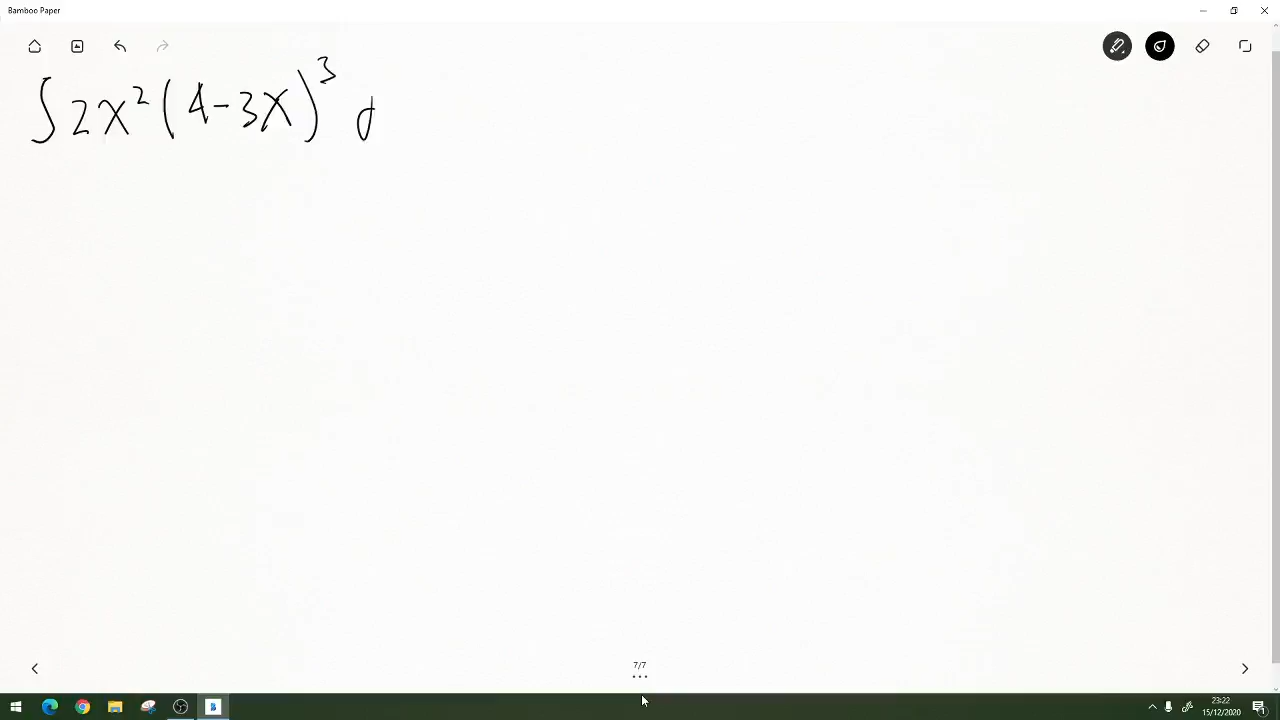 Bamboo Paper
∫ 2x² (4-3x)³ d
7/7
23:22
15/12/2020